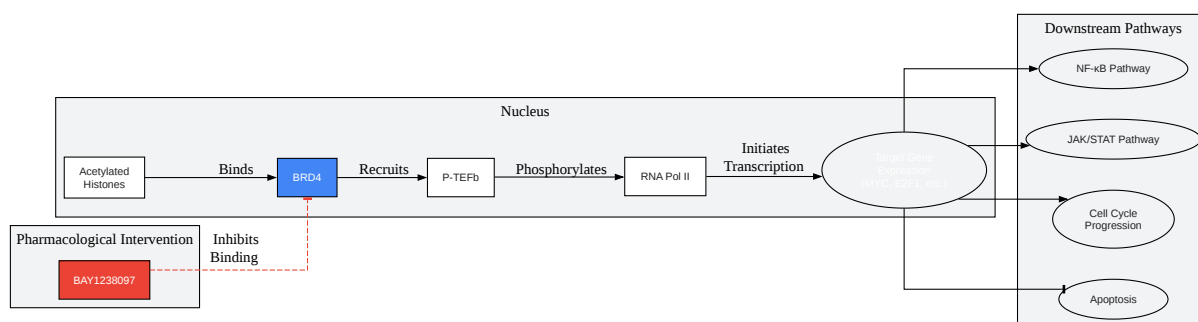 Downstream Pathways
NF-κB Pathway
Nucleus
Acetylated
Histones
Binds
BRD4
Recruits
P-TEFb
Phosphorylates
RNA Pol II
Initiates
Transcription
Target Gene
Expression
(MYC, E2F1, etc.)
JAK/STAT Pathway
Cell Cycle
Progression
Pharmacological Intervention
BAY1238097
Inhibits
Binding
Apoptosis